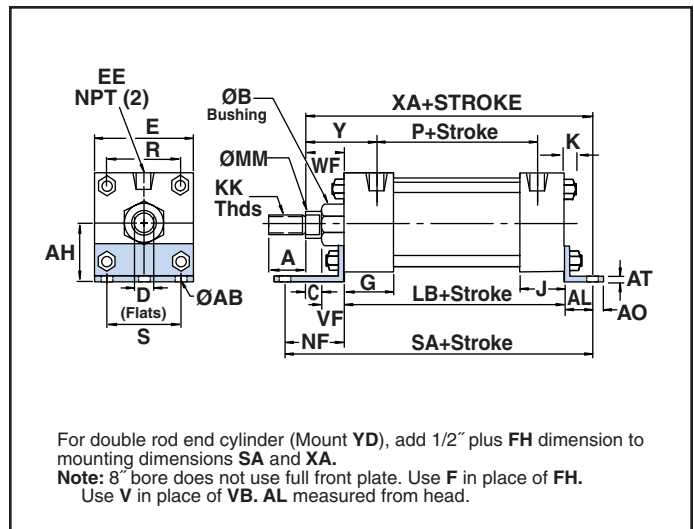 EE
NPT (2)
E
R
AH
D
(Flats)
S
ØAB
ØB
Bushing
ØMM
KK
Thds
XA+STROKE
Y
P+Stroke
K
WF
A
C
G
VF
NF
LB+Stroke
J
AL
AT
AO
SA+Stroke
For double rod end cylinder (Mount YD), add 1/2˝ plus FH dimension to
mounting dimensions SA and XA.
Note: 8˝ bore does not use full front plate. Use F in place of FH.
Use V in place of VB. AL measured from head.